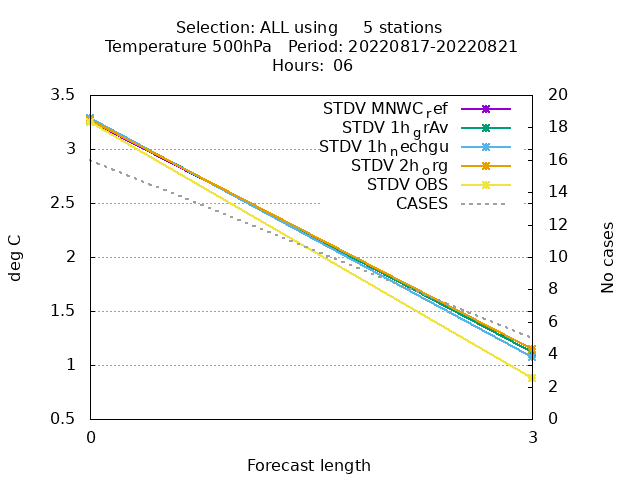 Selection: ALL using 5 stations
Temperature 500hPa Period: 20220817-20220821
Hours: 06
3.5
3
2.5
2
1.5
1
0.5
deg C
20
18
16
14
12
10
8
6
4
2
0
No cases
STDV MNWC_ref
STDV 1h_grAv
STDV 1h_nechgu
STDV 2h_org
STDV OBS
CASES
0
3
Forecast length